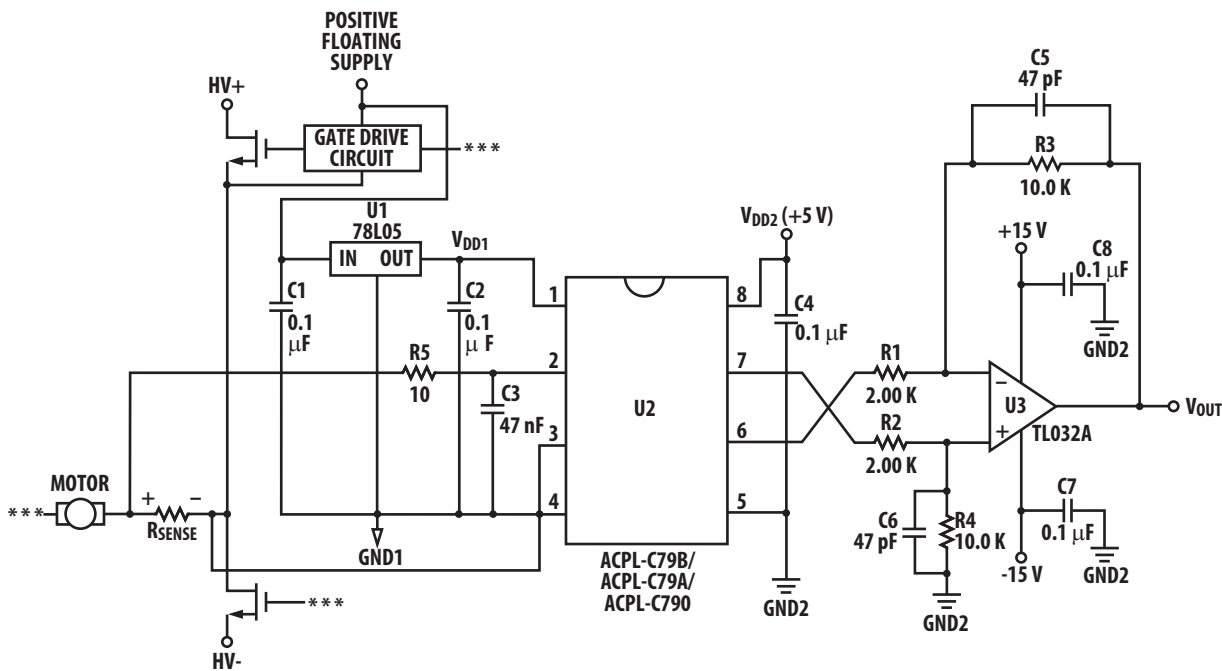 POSITIVE
FLOATING
SUPPLY
HV+
GATE DRIVE
CIRCUIT
***
U1
78L05
IN OUT
VDD1
C1
0.1
μF
C2
0.1
μ F
R5
10
C3
47 nF
MOTOR
***
+ −
RSENSE
GND1
***
HV-
1
2
3
4
U2
8
7
6
5
ACPL-C79B/
ACPL-C79A/
ACPL-C790
VDD2 (+5 V)
C4
0.1 μF
GND2
R1
2.00 K
R2
2.00 K
C6
47 pF
R4
10.0 K
GND2
C5
47 pF
R3
10.0 K
+15 V
C8
0.1 μF
GND2
−
+
U3
TL032A
VOUT
C7
0.1 μF
-15 V
GND2